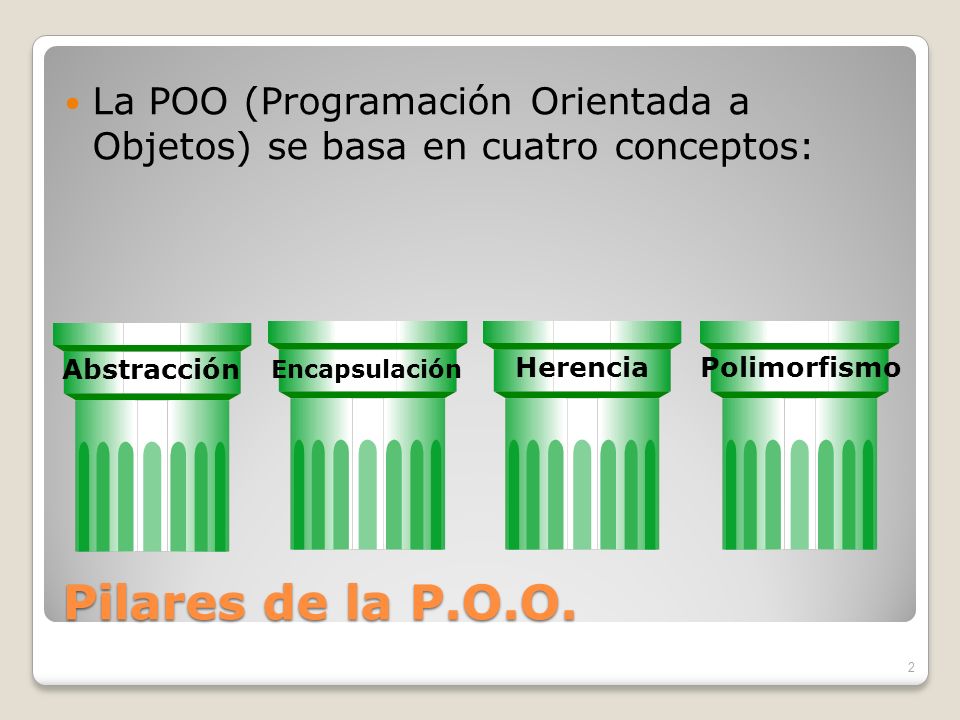 La POO (Programación Orientada a
Objetos) se basa en cuatro conceptos:
Abstracción
Encapsulación
Herencia
Polimorfismo
Pilares de la P.O.O.
2